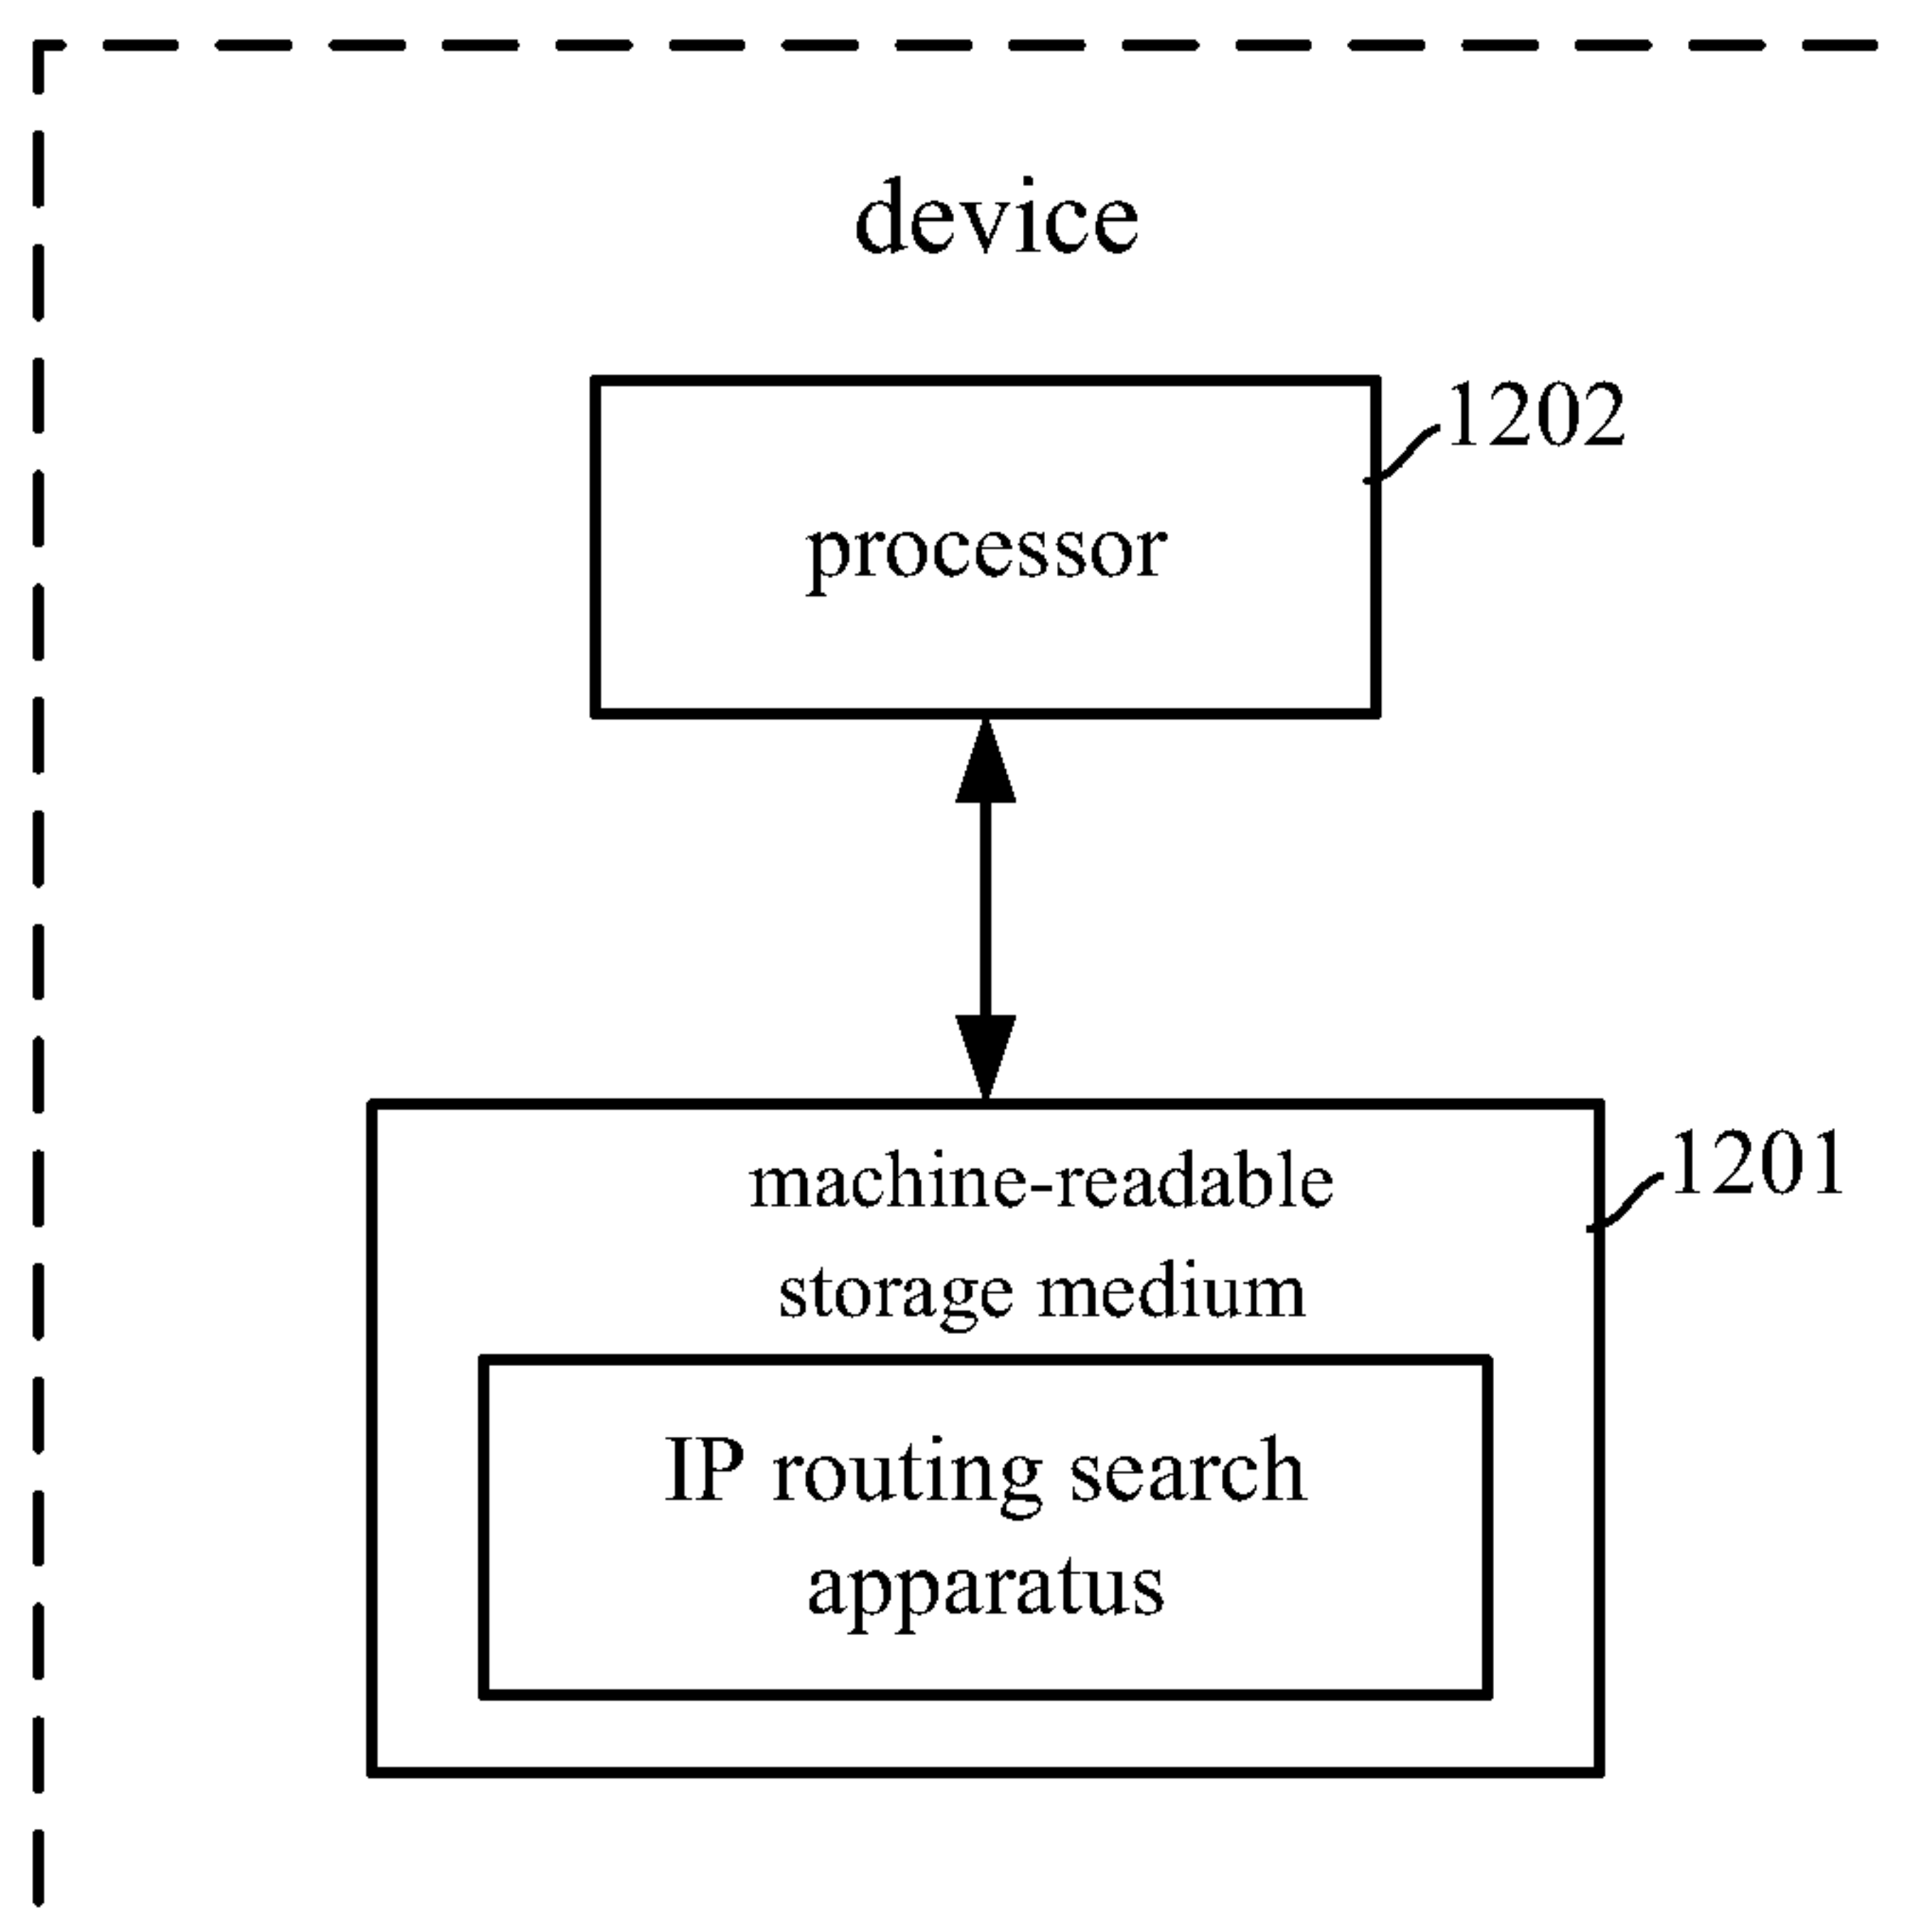 device
1202
processor
1201
machine-readable
storage medium
IP routing search
apparatus